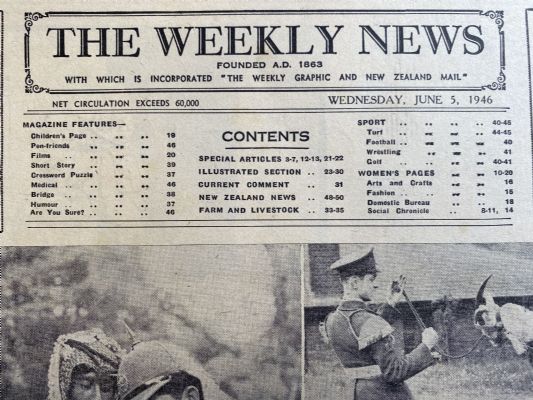 THE WEEKLY NEWS
FOUNDED A.D. 1863
WITH WHICH IS INCORPORATED "THE WEEKLY GRAPHIC AND NEW ZEALAND MAIL"
NET CIRCULATION EXCEEDS 60,000
WEDNESDAY, JUNE 5, 1946
MAGAZINE FEATURES—
Children's Page .. .. .. 19
Pen-friends .. .. .. 46
Films .. .. .. 20
Short Story .. .. .. 39
Crossword Puzzle .. .. 37
Medical .. .. .. 46
Bridge .. .. .. 38
Humour .. .. .. 37
Are You Sure? .. .. .. 46
CONTENTS
SPECIAL ARTICLES 3-7, 12-13, 21-22
ILLUSTRATED SECTION .. 23-30
CURRENT COMMENT .. 31
NEW ZEALAND NEWS .. 48-50
FARM AND LIVESTOCK .. 33-35
SPORT .. .. .. .. 40-45
Turf .. .. .. 44-45
Football .. .. .. 40
Wrestling .. .. .. 41
Golf .. .. .. 40-41
WOMEN'S PAGES .. .. 10-20
Arts and Crafts .. .. 16
Fashion .. .. .. 15
Domestic Bureau .. .. 18
Social Chronicle .. 8-11, 14